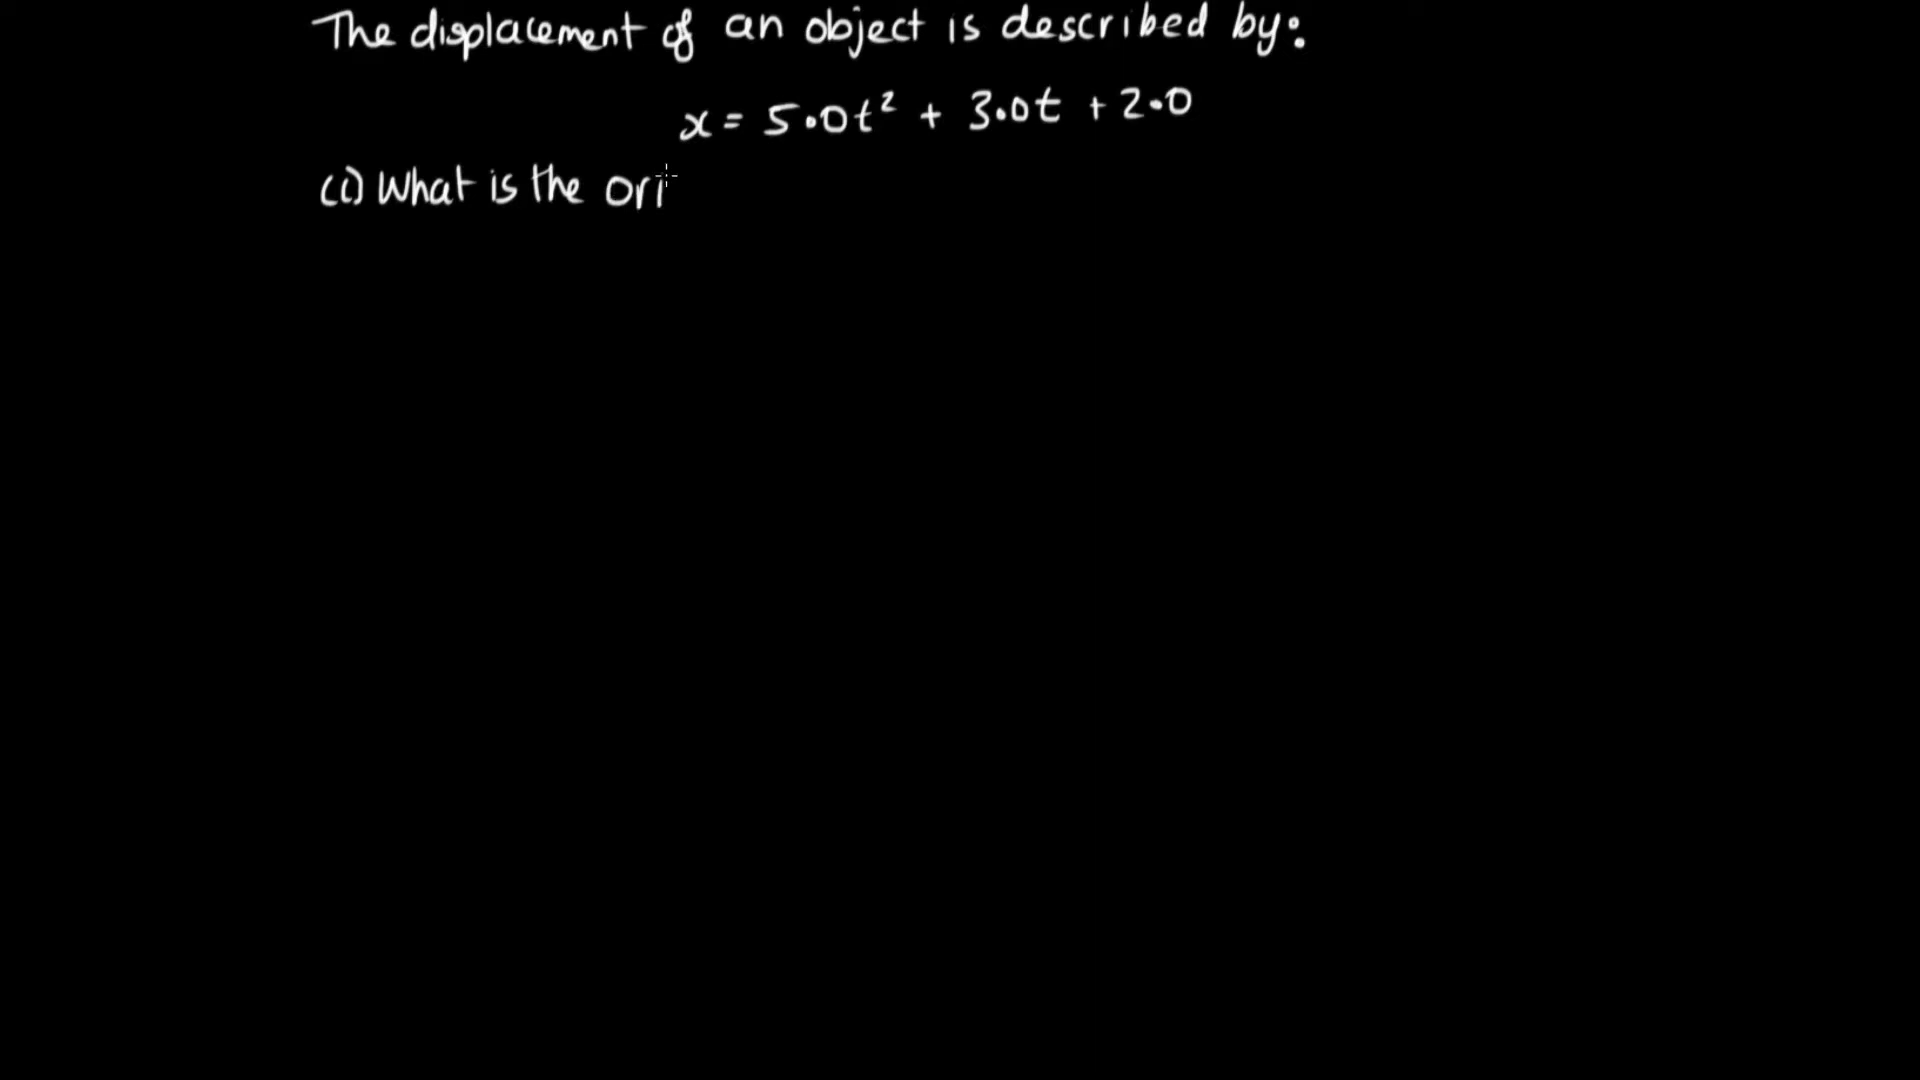 The displacement of an object is described by:
x = 5.0t² + 3.0t + 2.0
(i) What is the ori